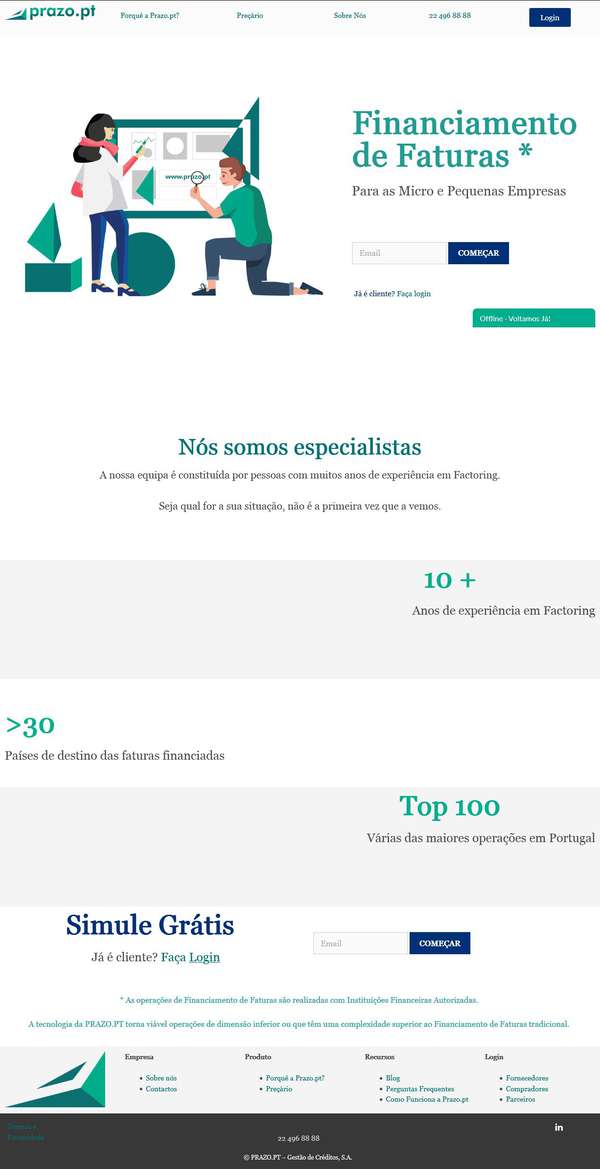 prazo.pt
Porquê a Prazo.pt?
Preçário
Sobre Nós
22 496 88 88
Login
www.prazo.pt
Financiamento
de Faturas *
Para as Micro e Pequenas Empresas
Email
COMEÇAR
Já é cliente? Faça login
Offline - Voltamos Já!
Nós somos especialistas
A nossa equipa é constituída por pessoas com muitos anos de experiência em Factoring.
Seja qual for a sua situação, não é a primeira vez que a vemos.
10 +
Anos de experiência em Factoring
>30
Países de destino das faturas financiadas
Top 100
Várias das maiores operações em Portugal
Simule Grátis
Já é cliente? Faça Login
Email
COMEÇAR
* As operações de Financiamento de Faturas são realizadas com Instituições Financeiras Autorizadas.
A tecnologia da PRAZO.PT torna viável operações de dimensão inferior ou que têm uma complexidade superior ao Financiamento de Faturas tradicional.
Empresa
Sobre nós
Contactos
Produto
Porquê a Prazo.pt?
Preçário
Recursos
Blog
Perguntas Frequentes
Como Funciona a Prazo.pt
Login
Fornecedores
Compradores
Parceiros
Termos e
Privacidade
22 496 88 88
in
© PRAZO.PT – Gestão de Créditos, S.A.